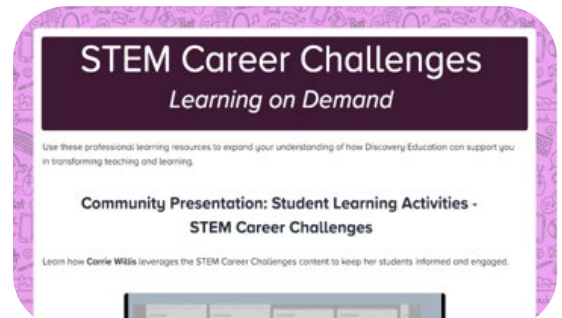 STEM Career Challenges
Learning on Demand
Use these professional learning resources to expand your understanding of how Discovery Education can support you
in transforming teaching and learning.
Community Presentation: Student Learning Activities -
STEM Career Challenges
Learn how Carrie Willis leverages the STEM Career Challenges content to keep her students informed and engaged.